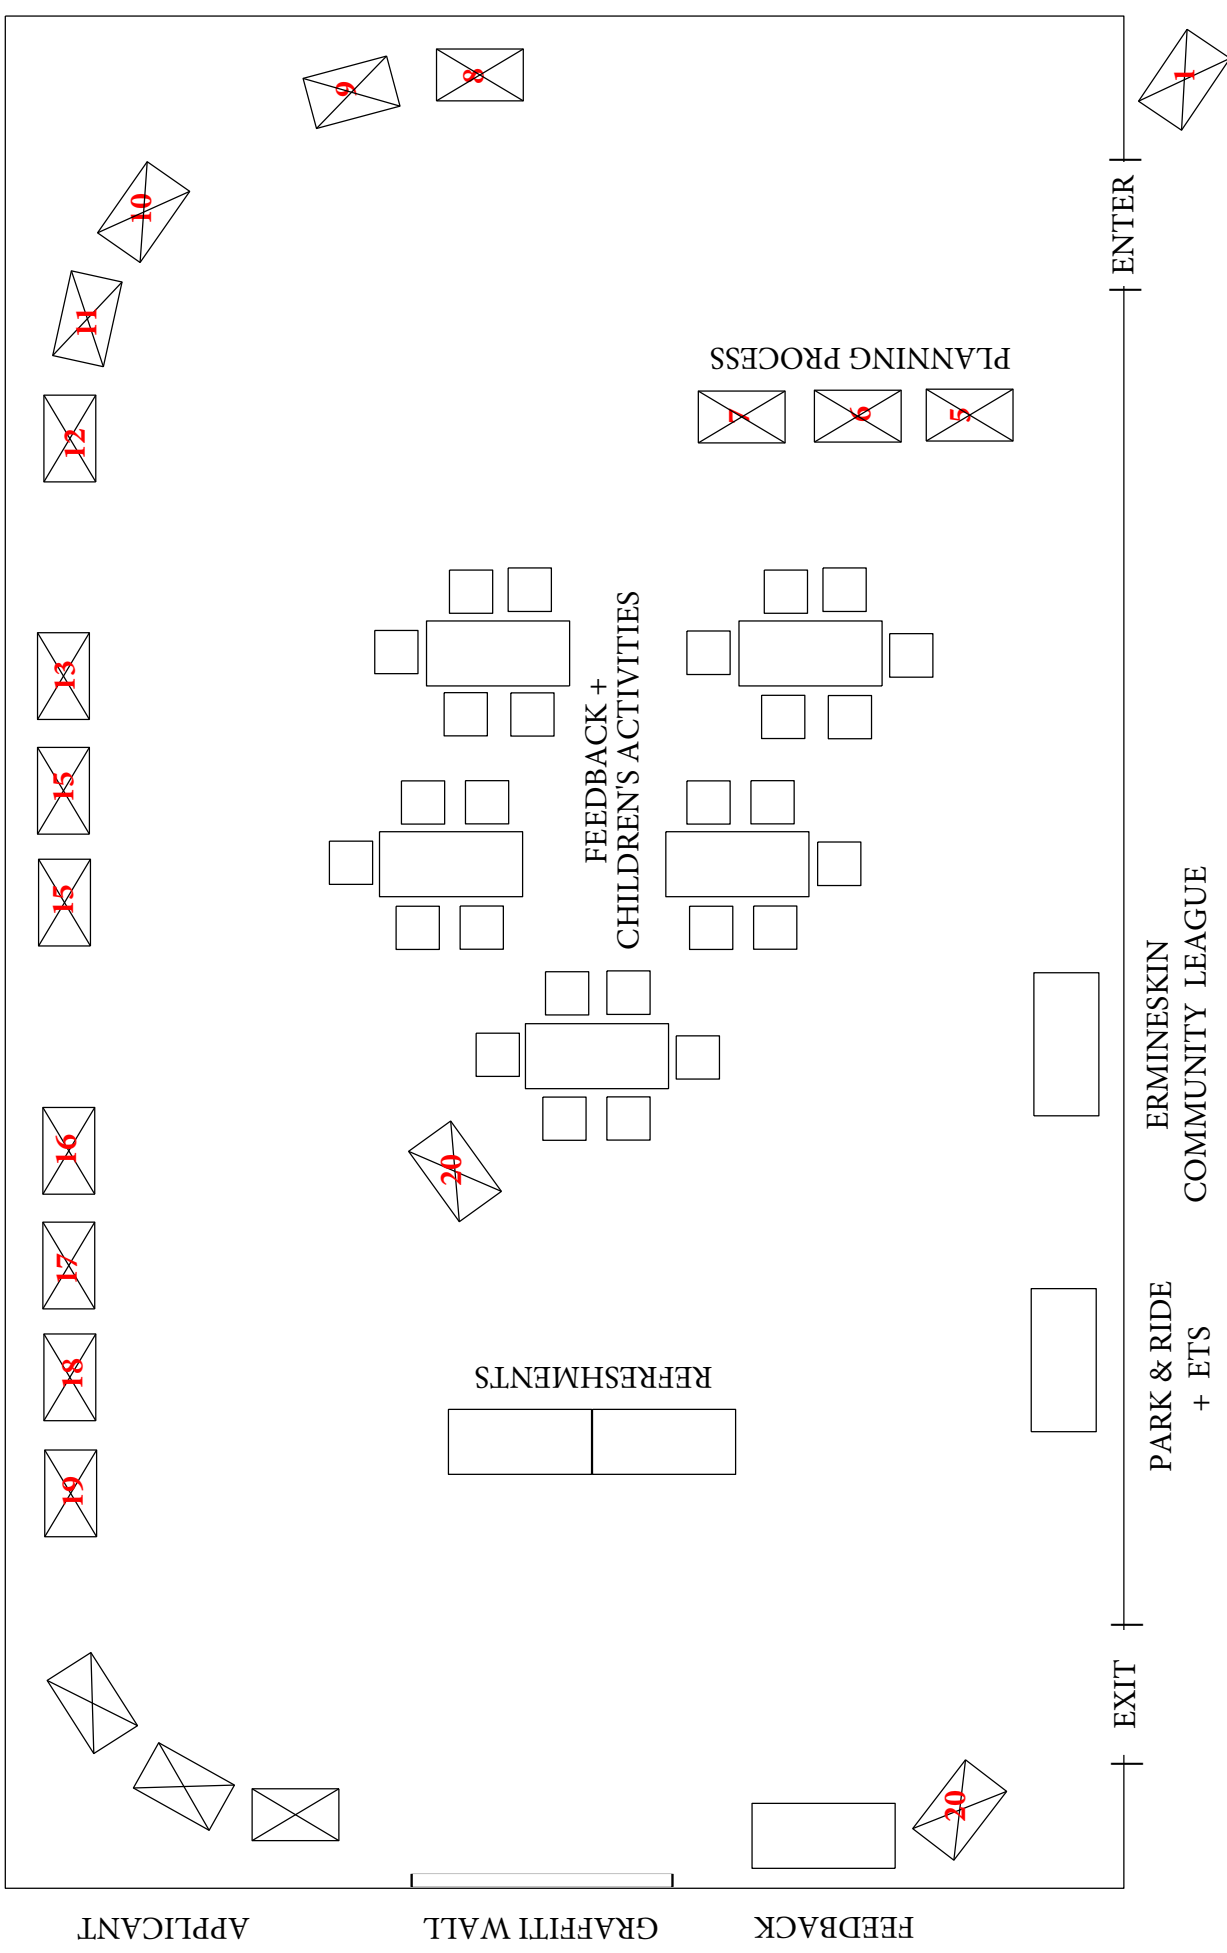 1
ENTER
8
9
10
11
12
PLANNING PROCESS
7
6
5
13
15
15
FEEDBACK +
CHILDREN'S ACTIVITIES
16
17
18
19
20
REFRESHMENTS
ERMINESKIN
COMMUNITY LEAGUE
PARK & RIDE
+ ETS
EXIT
20
APPLICANT
GRAFFITI WALL
FEEDBACK